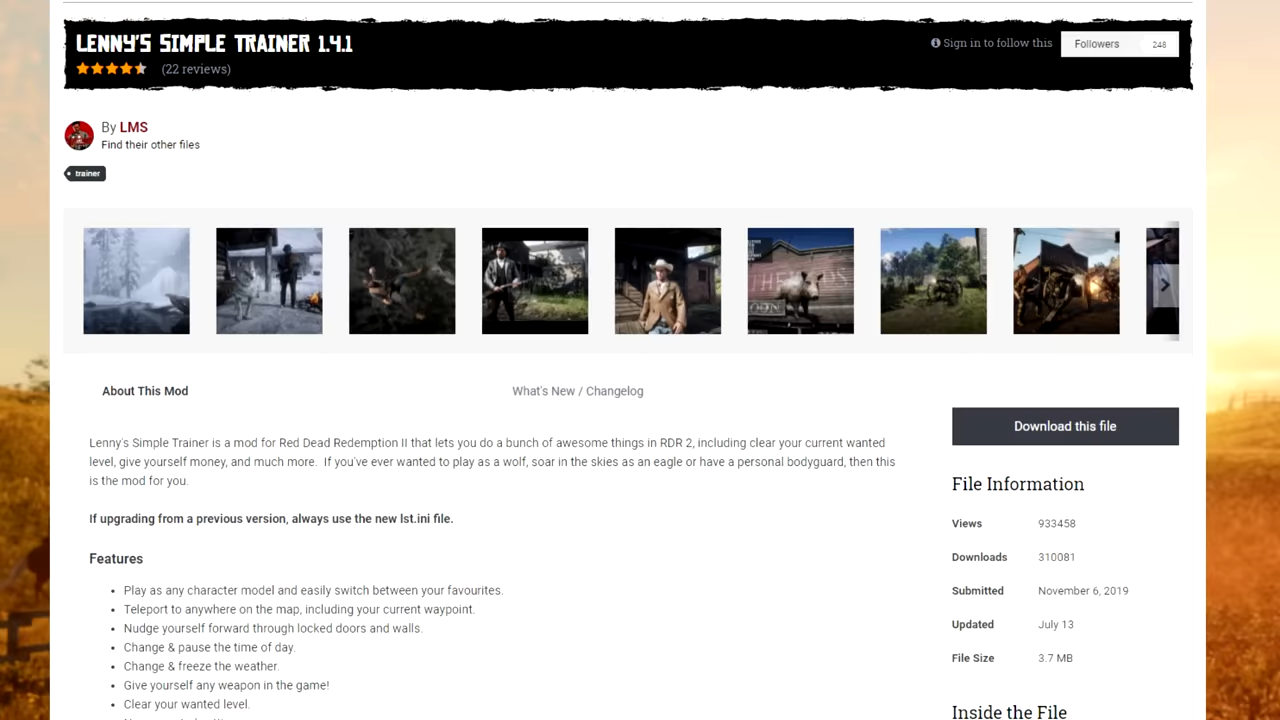 LENNY'S SIMPLE TRAINER 1.4.1
(22 reviews)
Sign in to follow this
Followers 248
By LMS
Find their other files
trainer
About This Mod
What's New / Changelog
Lenny's Simple Trainer is a mod for Red Dead Redemption II that lets you do a bunch of awesome things in RDR 2, including clear your current wanted
level, give yourself money, and much more. If you've ever wanted to play as a wolf, soar in the skies as an eagle or have a personal bodyguard, then this
is the mod for you.
If upgrading from a previous version, always use the new lst.ini file.
Features
• Play as any character model and easily switch between your favourites.
• Teleport to anywhere on the map, including your current waypoint.
• Nudge yourself forward through locked doors and walls.
• Change & pause the time of day.
• Change & freeze the weather.
• Give yourself any weapon in the game!
• Clear your wanted level.
Download this file
File Information
Views 933458
Downloads 310081
Submitted November 6, 2019
Updated July 13
File Size 3.7 MB
Inside the File